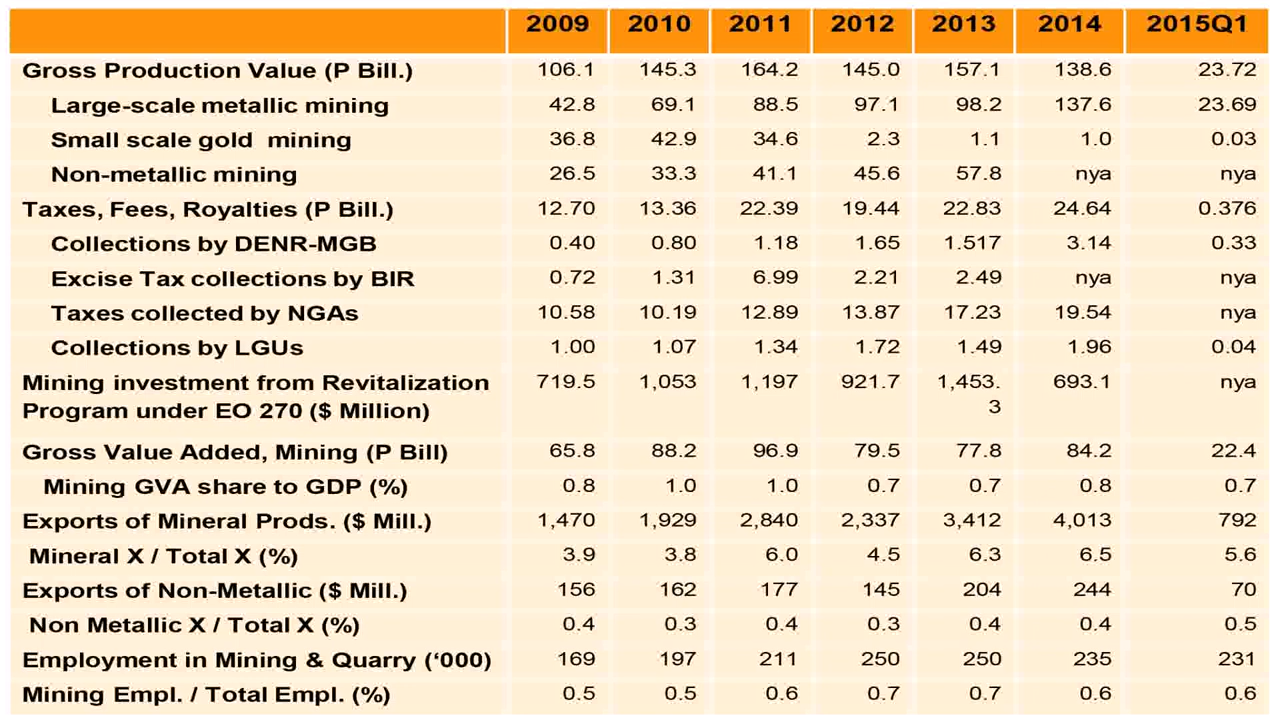 2009 2010 2011 2012 2013 2014 2015Q1
Gross Production Value (P Bill.) 106.1 145.3 164.2 145.0 157.1 138.6 23.72
Large-scale metallic mining 42.8 69.1 88.5 97.1 98.2 137.6 23.69
Small scale gold mining 36.8 42.9 34.6 2.3 1.1 1.0 0.03
Non-metallic mining 26.5 33.3 41.1 45.6 57.8 nya nya
Taxes, Fees, Royalties (P Bill.) 12.70 13.36 22.39 19.44 22.83 24.64 0.376
Collections by DENR-MGB 0.40 0.80 1.18 1.65 1.517 3.14 0.33
Excise Tax collections by BIR 0.72 1.31 6.99 2.21 2.49 nya nya
Taxes collected by NGAs 10.58 10.19 12.89 13.87 17.23 19.54 nya
Collections by LGUs 1.00 1.07 1.34 1.72 1.49 1.96 0.04
Mining investment from Revitalization 719.5 1,053 1,197 921.7 1,453. 693.1 nya
Program under EO 270 ($ Million) 3
Gross Value Added, Mining (P Bill) 65.8 88.2 96.9 79.5 77.8 84.2 22.4
Mining GVA share to GDP (%) 0.8 1.0 1.0 0.7 0.7 0.8 0.7
Exports of Mineral Prods. ($ Mill.) 1,470 1,929 2,840 2,337 3,412 4,013 792
Mineral X / Total X (%) 3.9 3.8 6.0 4.5 6.3 6.5 5.6
Exports of Non-Metallic ($ Mill.) 156 162 177 145 204 244 70
Non Metallic X / Total X (%) 0.4 0.3 0.4 0.3 0.4 0.4 0.5
Employment in Mining & Quarry (‘000) 169 197 211 250 250 235 231
Mining Empl. / Total Empl. (%) 0.5 0.5 0.6 0.7 0.7 0.6 0.6